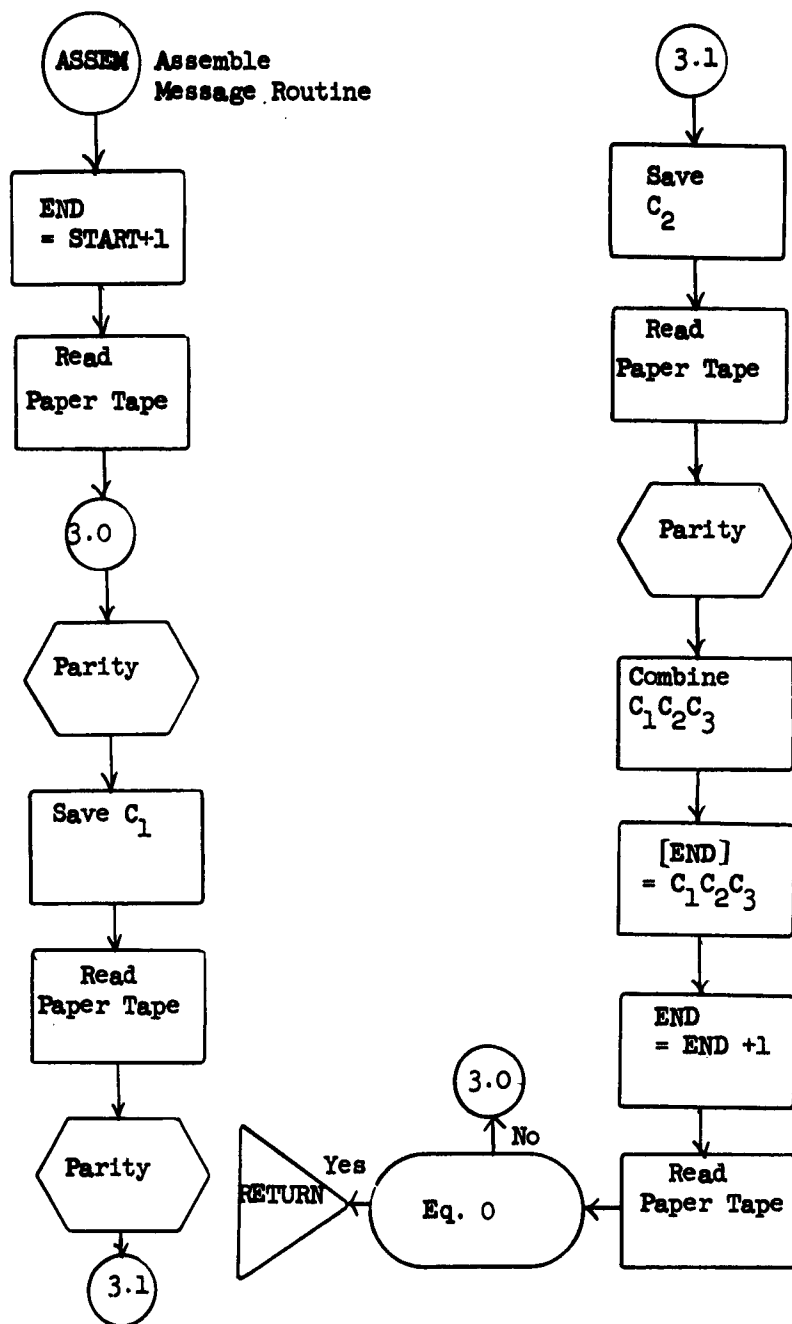 ASSEM
Assemble
Message Routine
END
= START+1
Read
Paper Tape
3.0
Parity
Save C1
Read
Paper Tape
Parity
3.1
3.1
Save
C2
Read
Paper Tape
Parity
Combine
C1C2C3
[END]
= C1C2C3
END
= END +1
Read
Paper Tape
Eq. 0
No
3.0
Yes
RETURN